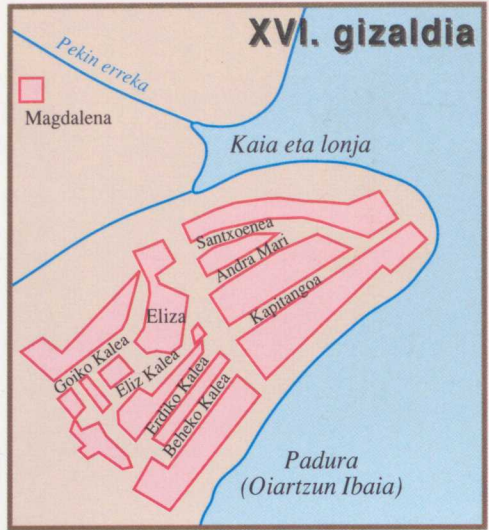 XVI. gizaldia
Pekin erreka
Magdalena
Kaia eta lonja
Santxoenea
Andra Mari
Kapitangoa
Eliza
Goiko Kalea
Eliz Kalea
Erdiko Kalea
Beheko Kalea
Padura
(Oiartzun Ibaia)